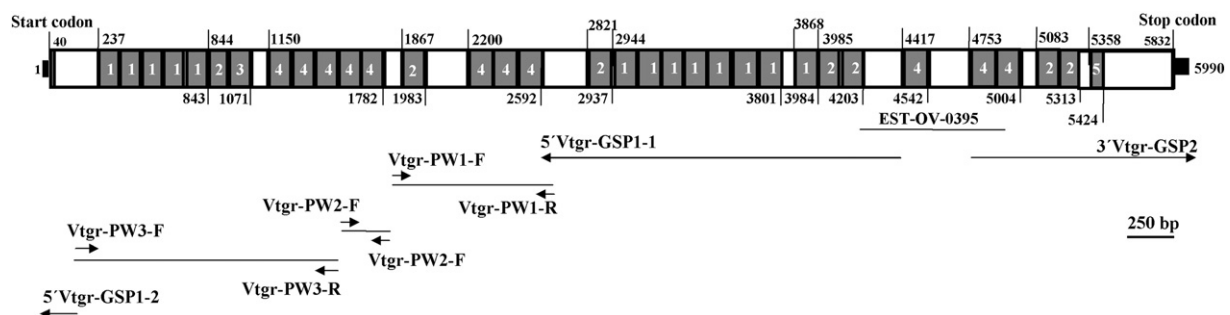 Start codon 2821 3868 Stop codon
40 237 844 1150 1867 2200 2944 3985 4417 4753 5083 5358 5832
1 1 1 1 1 1 2 3 4 4 4 4 4 2 4 4 4 2 1 1 1 1 1 1 1 1 2 2 4 4 4 2 2 5 5990
843 1071 1782 1983 2592 2937 3801 3984 4203 4542 5004 5313
5424
EST-OV-0395
5´Vtgr-GSP1-1 3´Vtgr-GSP2
Vtgr-PW1-F
Vtgr-PW1-R
Vtgr-PW2-F
Vtgr-PW2-F
Vtgr-PW3-F
Vtgr-PW3-R
250 bp
5´Vtgr-GSP1-2